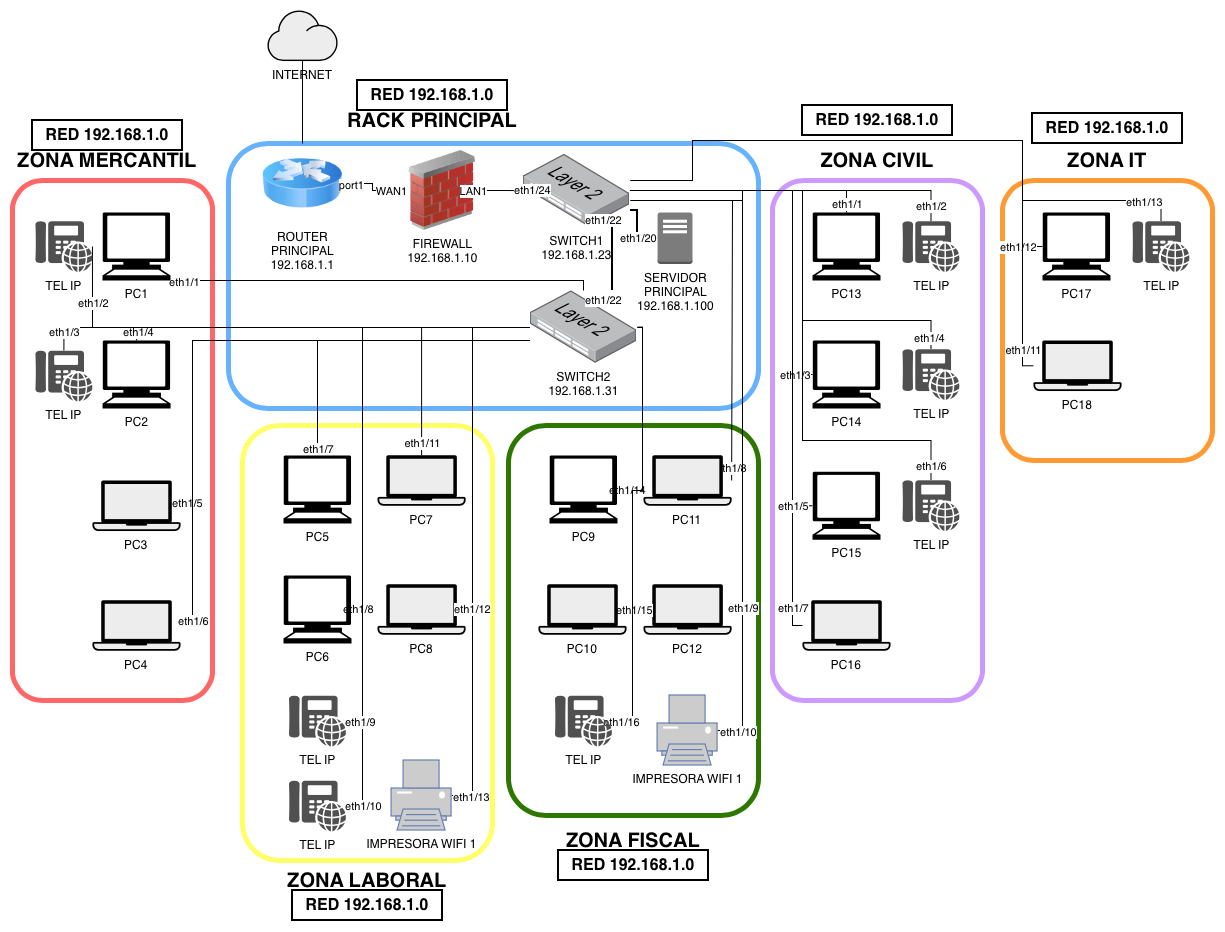 INTERNET
RED 192.168.1.0
RACK PRINCIPAL
port1
WAN1
LAN1
eth1/24
Layer 2
eth1/22
eth1/20
ROUTER
PRINCIPAL
192.168.1.1
FIREWALL
192.168.1.10
SWITCH1
192.168.1.23
SERVIDOR
PRINCIPAL
192.168.1.100
eth1/22
Layer 2
SWITCH2
192.168.1.31
RED 192.168.1.0
ZONA MERCANTIL
TEL IP
PC1
eth1/1
eth1/2
eth1/3
eth1/4
TEL IP
PC2
eth1/5
PC3
eth1/6
PC4
eth1/7
eth1/11
PC5
PC7
eth1/8
eth1/12
PC6
PC8
eth1/9
TEL IP
eth1/10
eth1/13
TEL IP
IMPRESORA WIFI 1
ZONA LABORAL
RED 192.168.1.0
eth1/14
eth1/8
PC9
PC11
eth1/15
eth1/9
PC10
PC12
eth1/16
eth1/10
TEL IP
IMPRESORA WIFI 1
ZONA FISCAL
RED 192.168.1.0
RED 192.168.1.0
ZONA CIVIL
eth1/1
eth1/2
PC13
TEL IP
eth1/4
eth1/3
PC14
TEL IP
eth1/6
eth1/5
PC15
TEL IP
eth1/7
PC16
RED 192.168.1.0
ZONA IT
eth1/13
eth1/12
PC17
TEL IP
eth1/11
PC18